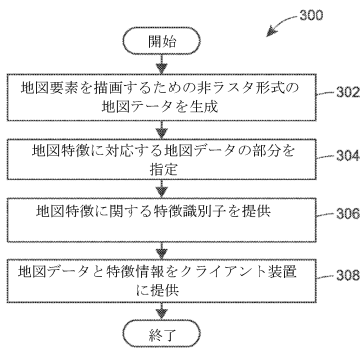 300
開始
地図要素を描画するための非ラスタ形式の
地図テータを生成
302
地図特徴に対応する地図データの部分を
指定
304
地図特徴に関する特徴識別子を提供
306
地図データと特徴情報をクライアント装置
に提供
308
終了